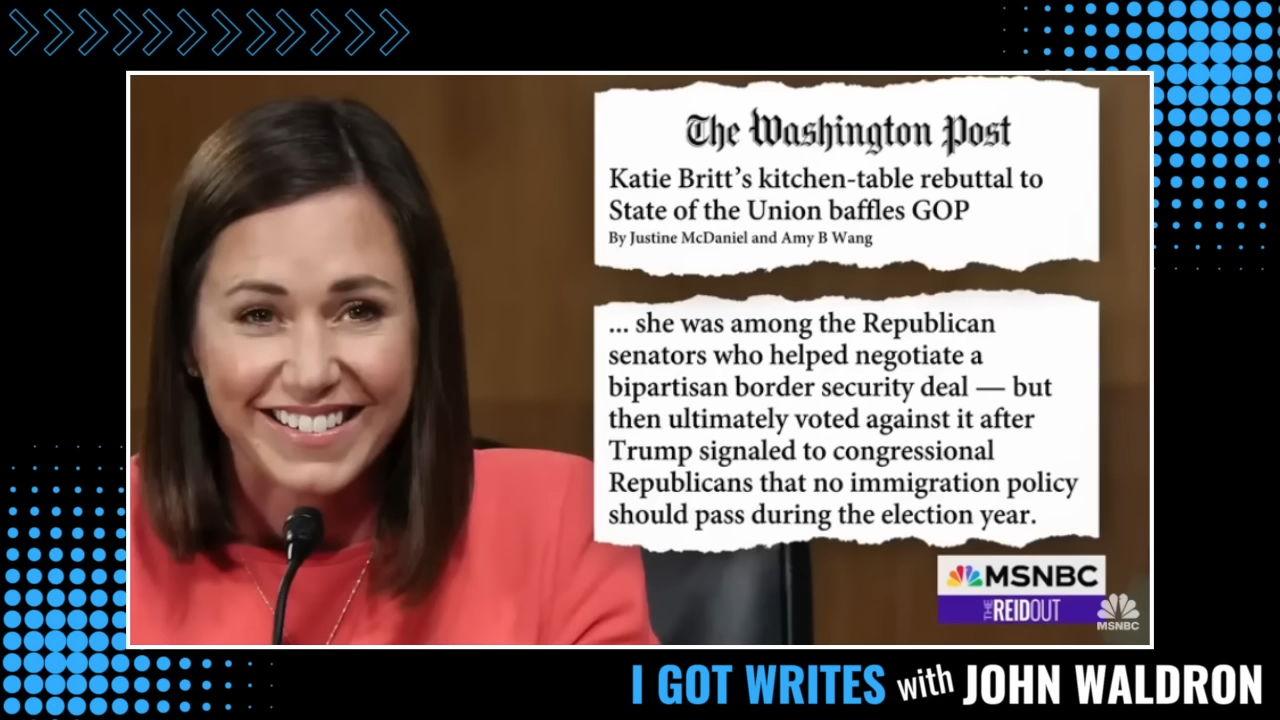 The Washington Post
Katie Britt’s kitchen-table rebuttal to
State of the Union baffles GOP
By Justine McDaniel and Amy B Wang
... she was among the Republican
senators who helped negotiate a
bipartisan border security deal — but
then ultimately voted against it after
Trump signaled to congressional
Republicans that no immigration policy
should pass during the election year.
MSNBC
THE REIDOUT
MSNBC
I GOT WRITES with JOHN WALDRON